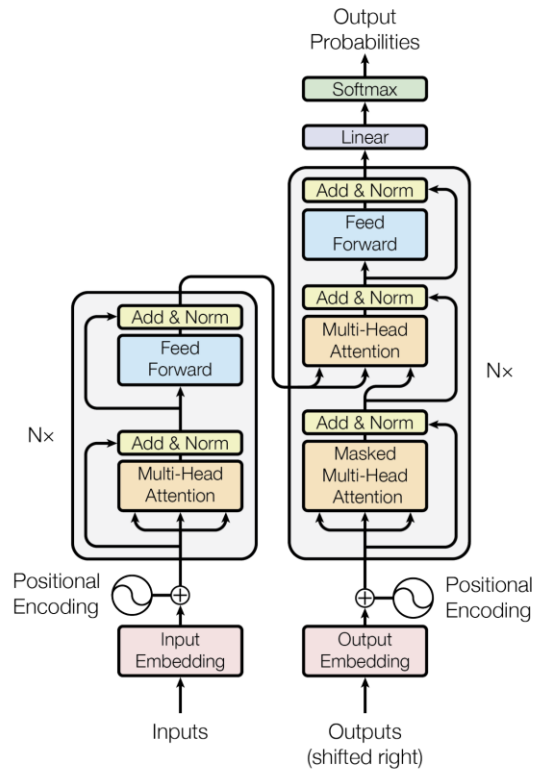 Output
Probabilities
Softmax
Linear
Add & Norm
Feed
Forward
Add & Norm
Multi-Head
Attention
Add & Norm
Masked
Multi-Head
Attention
N×
Add & Norm
Feed
Forward
Add & Norm
Multi-Head
Attention
N×
Positional
Encoding
Positional
Encoding
Input
Embedding
Output
Embedding
Inputs
Outputs
(shifted right)